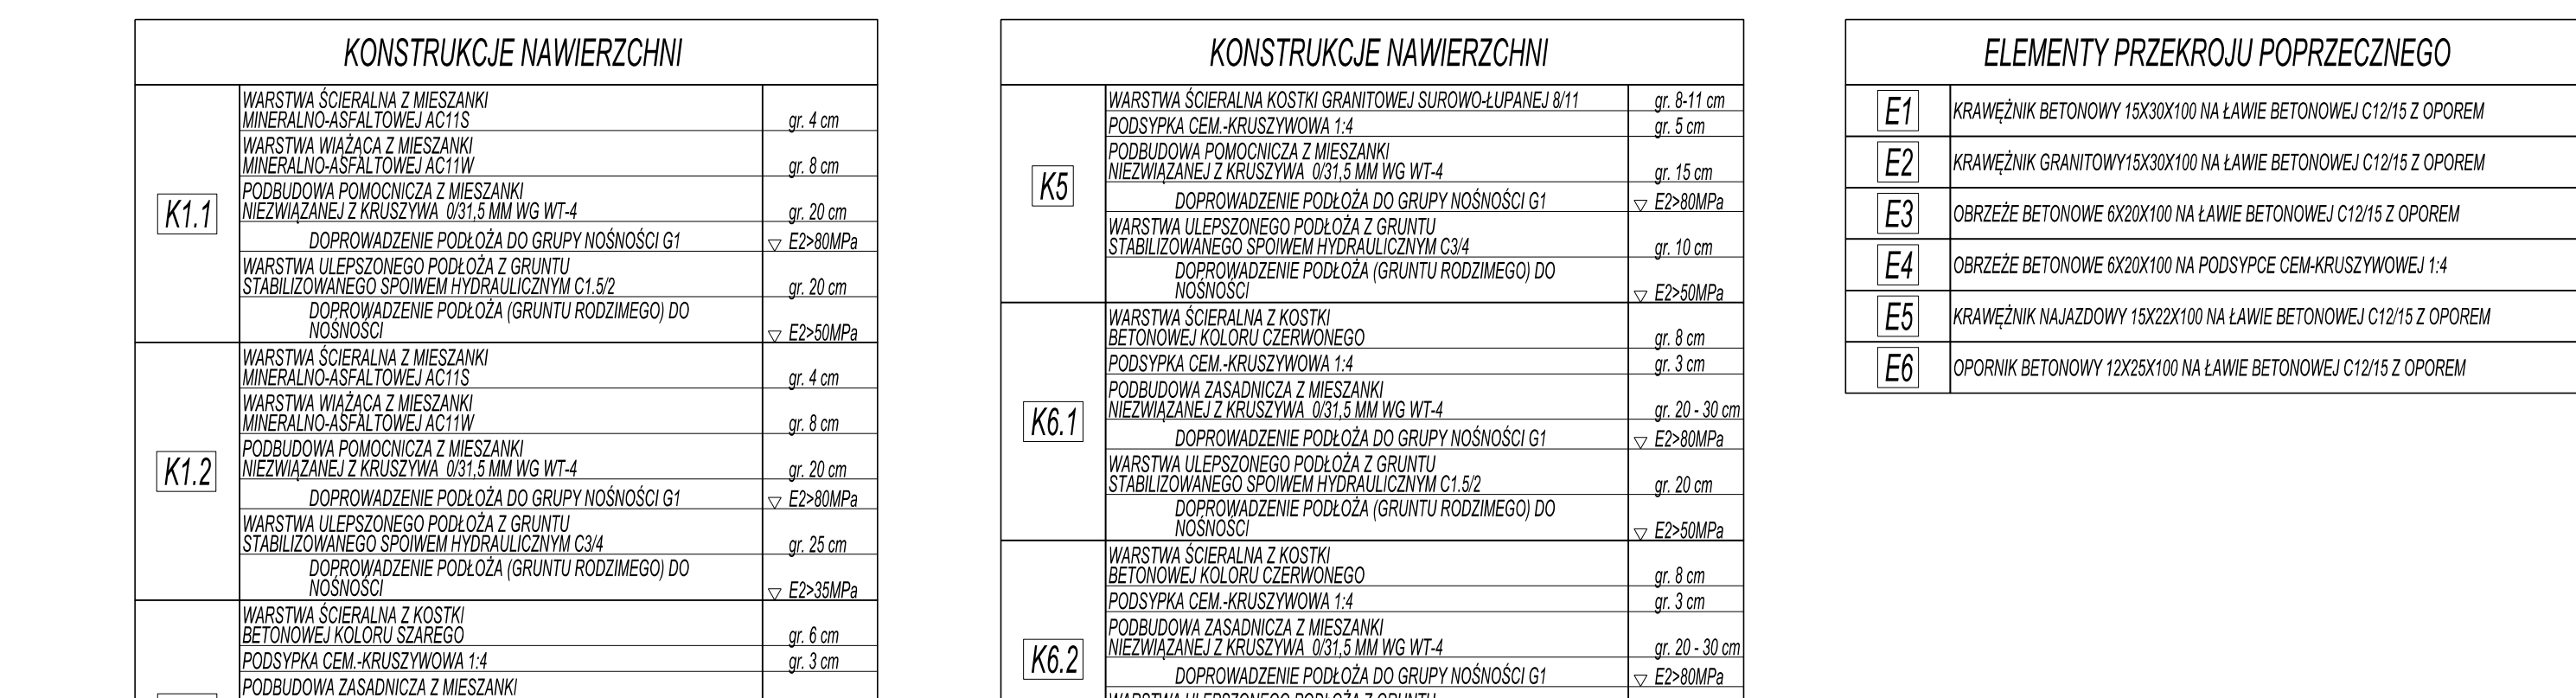 KONSTRUKCJE NAWIERZCHNI
K1.1
WARSTWA ŚCIERALNA Z MIESZANKI
MINERALNO-ASFALTOWEJ AC11S gr. 4 cm
WARSTWA WIĄŻĄCA Z MIESZANKI
MINERALNO-ASFALTOWEJ AC11W gr. 8 cm
PODBUDOWA POMOCNICZA Z MIESZANKI
NIEZWIĄZANEJ Z KRUSZYWA 0/31,5 MM WG WT-4 gr. 20 cm
DOPROWADZENIE PODŁOŻA DO GRUPY NOŚNOŚCI G1 ▽ E2>80MPa
WARSTWA ULEPSZONEGO PODŁOŻA Z GRUNTU
STABILIZOWANEGO SPOIWEM HYDRAULICZNYM C1.5/2 gr. 20 cm
DOPROWADZENIE PODŁOŻA (GRUNTU RODZIMEGO) DO
NOŚNOŚCI ▽ E2>50MPa
K1.2
WARSTWA ŚCIERALNA Z MIESZANKI
MINERALNO-ASFALTOWEJ AC11S gr. 4 cm
WARSTWA WIĄŻĄCA Z MIESZANKI
MINERALNO-ASFALTOWEJ AC11W gr. 8 cm
PODBUDOWA POMOCNICZA Z MIESZANKI
NIEZWIĄZANEJ Z KRUSZYWA 0/31,5 MM WG WT-4 gr. 20 cm
DOPROWADZENIE PODŁOŻA DO GRUPY NOŚNOŚCI G1 ▽ E2>80MPa
WARSTWA ULEPSZONEGO PODŁOŻA Z GRUNTU
STABILIZOWANEGO SPOIWEM HYDRAULICZNYM C3/4 gr. 25 cm
DOPROWADZENIE PODŁOŻA (GRUNTU RODZIMEGO) DO
NOŚNOŚCI ▽ E2>35MPa
WARSTWA ŚCIERALNA Z KOSTKI
BETONOWEJ KOLORU SZAREGO gr. 6 cm
PODSYPKA CEM.-KRUSZYWOWA 1:4 gr. 3 cm
PODBUDOWA ZASADNICZA Z MIESZANKI
KONSTRUKCJE NAWIERZCHNI
K5
WARSTWA ŚCIERALNA KOSTKI GRANITOWEJ SUROWO-ŁUPANEJ 8/11 gr. 8-11 cm
PODSYPKA CEM.-KRUSZYWOWA 1:4 gr. 5 cm
PODBUDOWA POMOCNICZA Z MIESZANKI
NIEZWIĄZANEJ Z KRUSZYWA 0/31,5 MM WG WT-4 gr. 15 cm
DOPROWADZENIE PODŁOŻA DO GRUPY NOŚNOŚCI G1 ▽ E2>80MPa
WARSTWA ULEPSZONEGO PODŁOŻA Z GRUNTU
STABILIZOWANEGO SPOIWEM HYDRAULICZNYM C3/4 gr. 10 cm
DOPROWADZENIE PODŁOŻA (GRUNTU RODZIMEGO) DO
NOŚNOŚCI ▽ E2>50MPa
K6.1
WARSTWA ŚCIERALNA Z KOSTKI
BETONOWEJ KOLORU CZERWONEGO gr. 8 cm
PODSYPKA CEM.-KRUSZYWOWA 1:4 gr. 3 cm
PODBUDOWA ZASADNICZA Z MIESZANKI
NIEZWIĄZANEJ Z KRUSZYWA 0/31,5 MM WG WT-4 gr. 20 - 30 cm
DOPROWADZENIE PODŁOŻA DO GRUPY NOŚNOŚCI G1 ▽ E2>80MPa
WARSTWA ULEPSZONEGO PODŁOŻA Z GRUNTU
STABILIZOWANEGO SPOIWEM HYDRAULICZNYM C1.5/2 gr. 20 cm
DOPROWADZENIE PODŁOŻA (GRUNTU RODZIMEGO) DO
NOŚNOŚCI ▽ E2>50MPa
K6.2
WARSTWA ŚCIERALNA Z KOSTKI
BETONOWEJ KOLORU CZERWONEGO gr. 8 cm
PODSYPKA CEM.-KRUSZYWOWA 1:4 gr. 3 cm
PODBUDOWA ZASADNICZA Z MIESZANKI
NIEZWIĄZANEJ Z KRUSZYWA 0/31,5 MM WG WT-4 gr. 20 - 30 cm
DOPROWADZENIE PODŁOŻA DO GRUPY NOŚNOŚCI G1 ▽ E2>80MPa
ELEMENTY PRZEKROJU POPRZECZNEGO
E1 KRAWĘŻNIK BETONOWY 15X30X100 NA ŁAWIE BETONOWEJ C12/15 Z OPOREM
E2 KRAWĘŻNIK GRANITOWY15X30X100 NA ŁAWIE BETONOWEJ C12/15 Z OPOREM
E3 OBRZEŻE BETONOWE 6X20X100 NA ŁAWIE BETONOWEJ C12/15 Z OPOREM
E4 OBRZEŻE BETONOWE 6X20X100 NA PODSYPCE CEM-KRUSZYWOWEJ 1:4
E5 KRAWĘŻNIK NAJAZDOWY 15X22X100 NA ŁAWIE BETONOWEJ C12/15 Z OPOREM
E6 OPORNIK BETONOWY 12X25X100 NA ŁAWIE BETONOWEJ C12/15 Z OPOREM